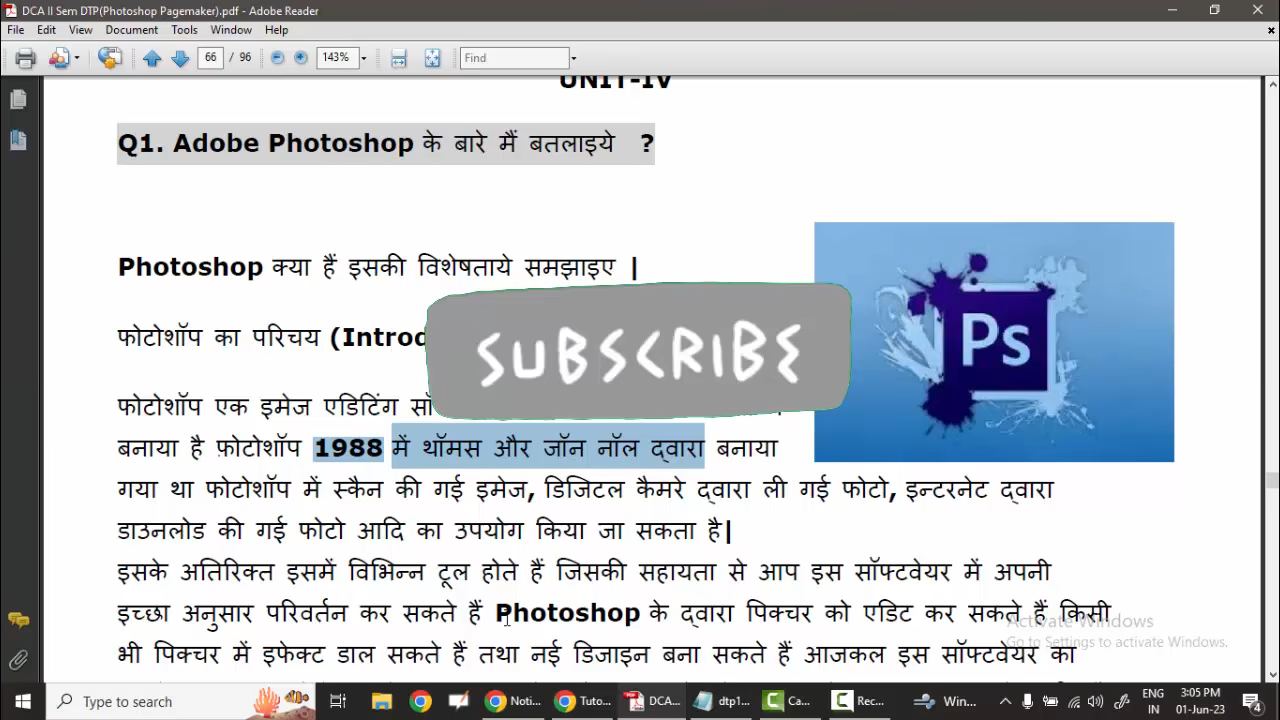 DCA II Sem DTP(Photoshop Pagemaker).pdf - Adobe Reader
File Edit View Document Tools Window Help
66 / 96 143% Find
UNIT-IV
Q1. Adobe Photoshop के बारे मैं बतलाइये ?
Photoshop क्या हैं इसकी विशेषताये समझाइए |
Ps
फोटोशॉप का परिचय (Introd
SUBSCRIBE
फोटोशॉप एक इमेज एडिटिंग
बनाया है फ़ोटोशॉप 1988 में थॉमस और जॉन नॉल द्वारा बनाया
गया था फोटोशॉप में स्कैन की गई इमेज, डिजिटल कैमरे द्वारा ली गई फोटो, इन्टरनेट द्वारा
डाउनलोड की गई फोटो आदि का उपयोग किया जा सकता है|
इसके अतिरिक्त इसमें विभिन्न टूल होते हैं जिसकी सहायता से आप इस सॉफ्टवेयर में अपनी
इच्छा अनुसार परिवर्तन कर सकते हैं Photoshop के द्वारा पिक्चर को एडिट कर सकते हैं किसी
भी पिक्चर में इफेक्ट डाल सकते हैं तथा नई डिजाइन बना सकते हैं आजकल इस सॉफ्टवेयर का
Activate Windows
Go to Settings to activate Windows.
Type here to search Noti... Tuto... DCA... dtp1... Ca... Rec... Win... ENG 3:05 PM
IN 01-Jun-23 4